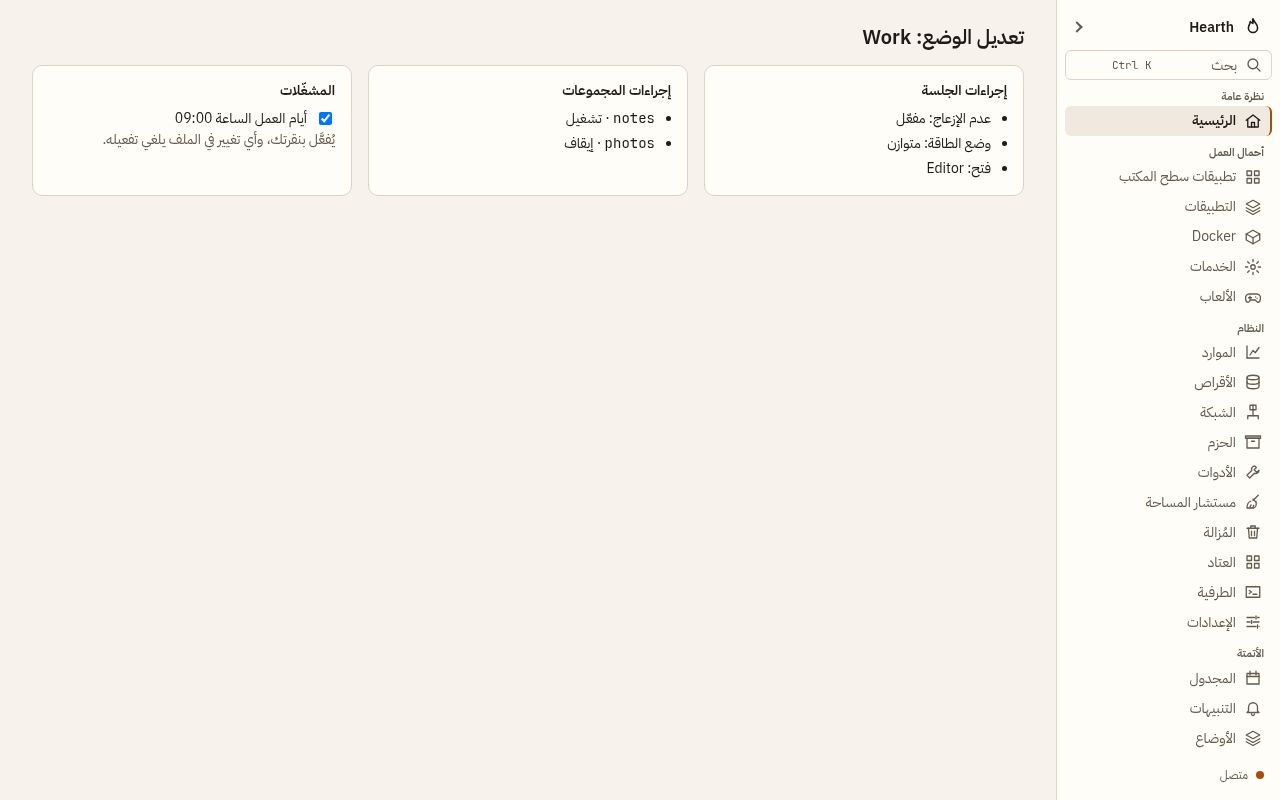 Hearth
بحث Ctrl K
نظرة عامة
الرئيسية
أحمال العمل
تطبيقات سطح المكتب
التطبيقات
Docker
الخدمات
الألعاب
النظام
الموارد
الأقراص
الشبكة
الحزم
الأدوات
مستشار المساحة
المُزالة
العتاد
الطرفية
الإعدادات
الأتمتة
المجدول
التنبيهات
الأوضاع
متصل
تعديل الوضع: Work
إجراءات الجلسة
عدم الإزعاج: مفعّل
وضع الطاقة: متوازن
فتح: Editor
إجراءات المجموعات
notes · تشغيل
photos · إيقاف
المشغّلات
أيام العمل الساعة 09:00
يُفعَّل بنقرتك، وأي تغيير في الملف يلغي تفعيله.